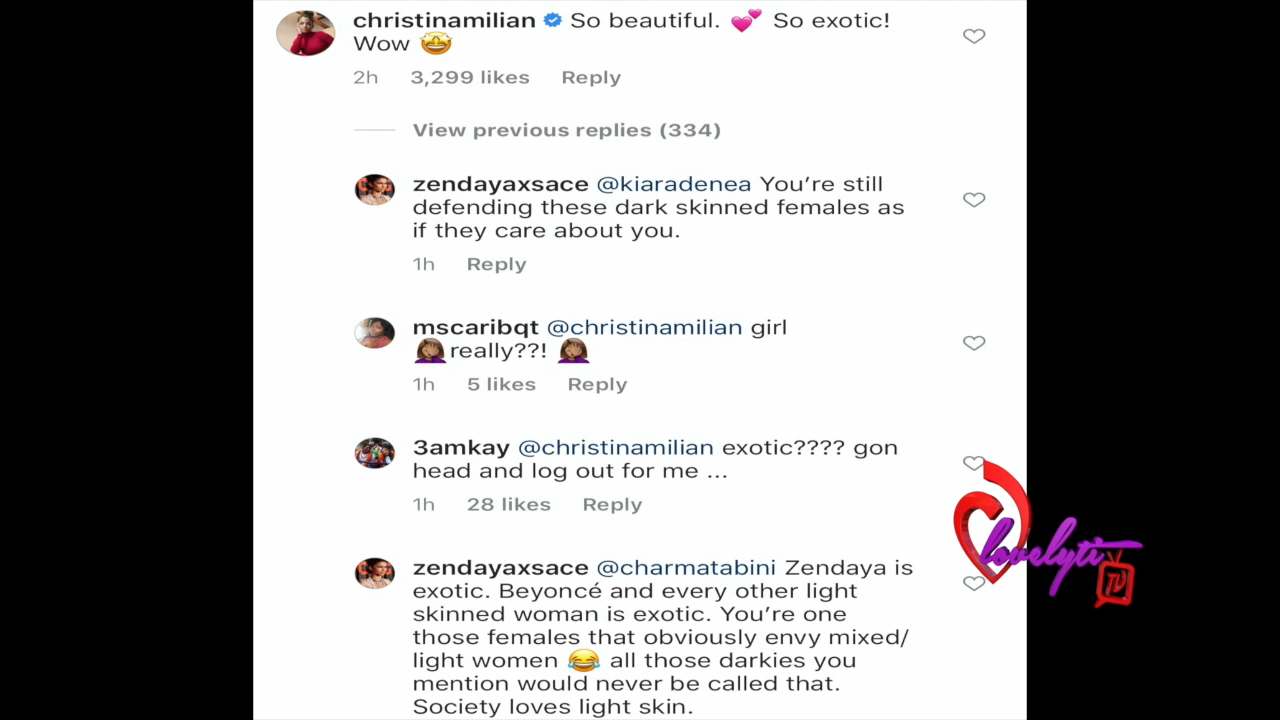 christinamilian So beautiful. 💕 So exotic!
Wow 🤩
2h 3,299 likes Reply
View previous replies (334)
zendayaxsace @kiaradenea You’re still
defending these dark skinned females as
if they care about you.
1h Reply
mscaribqt @christinamilian girl
🤦🏾‍♀️really??! 🤦🏾‍♀️
1h 5 likes Reply
3amkay @christinamilian exotic???? gon
head and log out for me ...
1h 28 likes Reply
lovelyti
TV
zendayaxsace @charmatabini Zendaya is
exotic. Beyoncé and every other light
skinned woman is exotic. You’re one
those females that obviously envy mixed/
light women 😂 all those darkies you
mention would never be called that.
Society loves light skin.